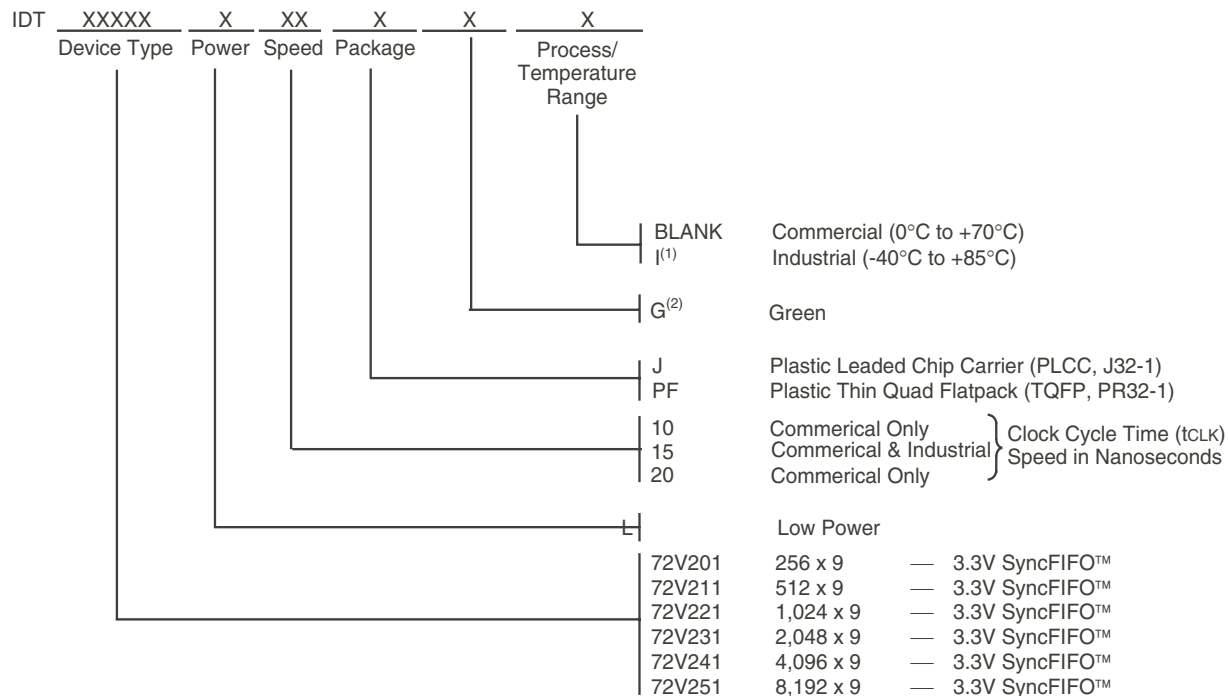 IDT XXXXX X XX X X X
Device Type Power Speed Package Process/
Temperature
Range
BLANK Commercial (0°C to +70°C)
I(1) Industrial (-40°C to +85°C)
G(2) Green
J Plastic Leaded Chip Carrier (PLCC, J32-1)
PF Plastic Thin Quad Flatpack (TQFP, PR32-1)
10 Commerical Only
15 Commerical & Industrial
20 Commerical Only
Clock Cycle Time (tCLK)
Speed in Nanoseconds
L Low Power
72V201 256 x 9 — 3.3V SyncFIFO™
72V211 512 x 9 — 3.3V SyncFIFO™
72V221 1,024 x 9 — 3.3V SyncFIFO™
72V231 2,048 x 9 — 3.3V SyncFIFO™
72V241 4,096 x 9 — 3.3V SyncFIFO™
72V251 8,192 x 9 — 3.3V SyncFIFO™